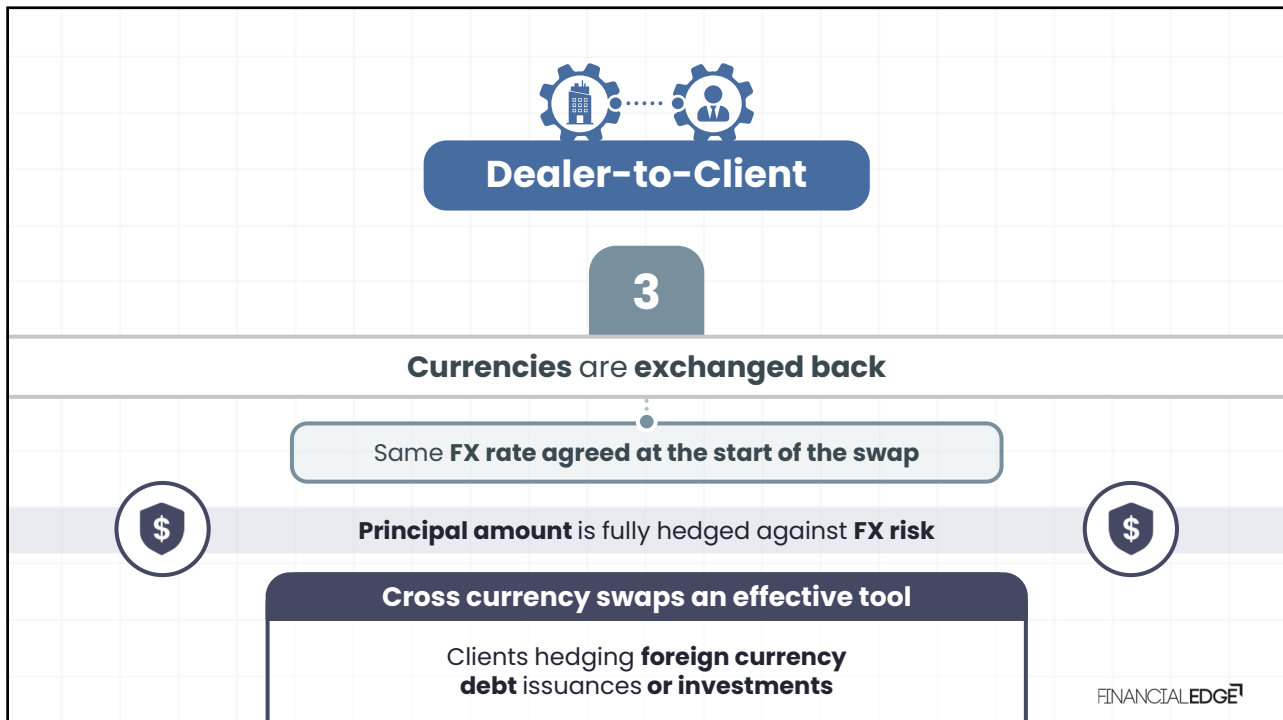 Dealer-to-Client
3
Currencies are exchanged back
Same FX rate agreed at the start of the swap
$
$
Principal amount is fully hedged against FX risk
Cross currency swaps an effective tool
Clients hedging foreign currency
debt issuances or investments
FINANCIALEDGE